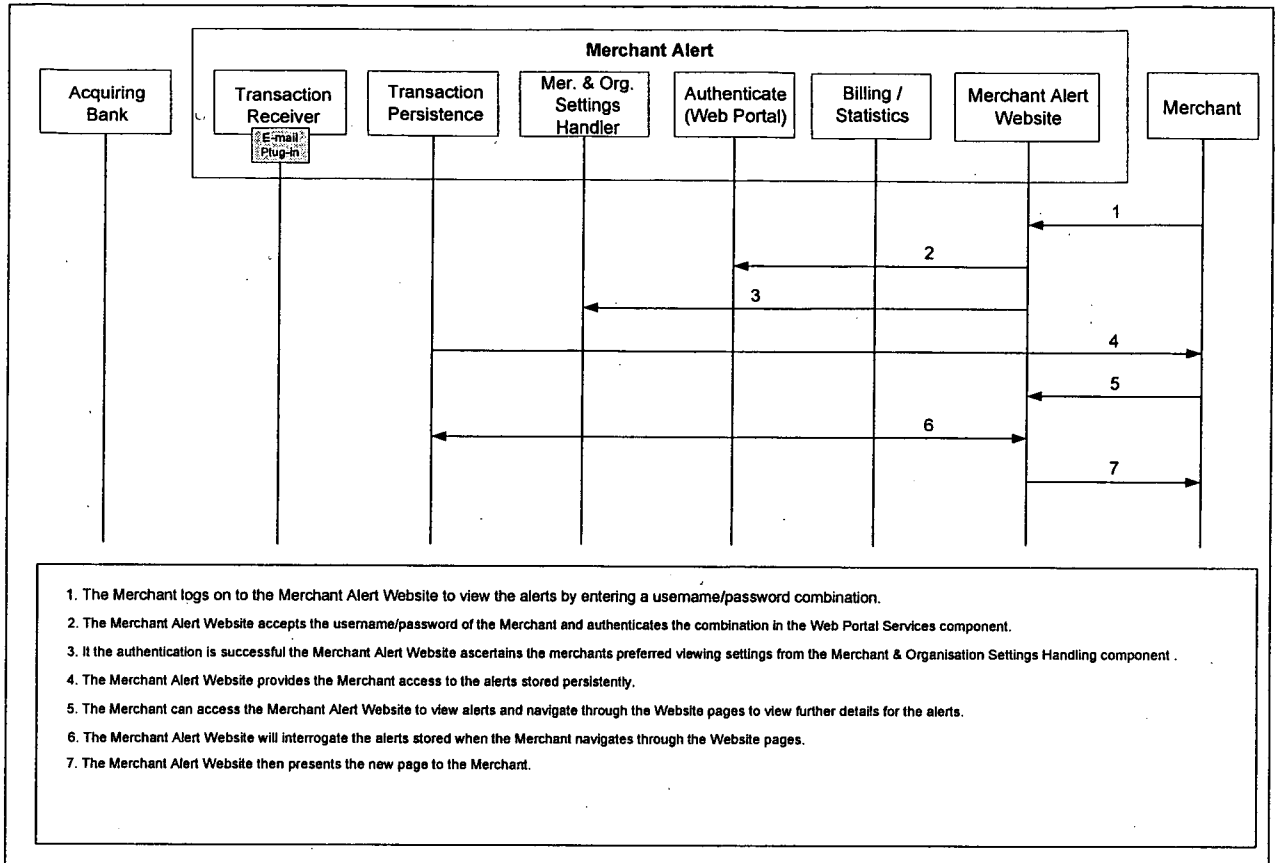 Merchant Alert
Acquiring
Bank
Transaction
Receiver
E-mail
Plug-in
Transaction
Persistence
Mer. & Org.
Settings
Handler
Authenticate
(Web Portal)
Billing /
Statistics
Merchant Alert
Website
Merchant
1
2
3
4
5
6
7
1. The Merchant logs on to the Merchant Alert Website to view the alerts by entering a username/password combination.
2. The Merchant Alert Website accepts the username/password of the Merchant and authenticates the combination in the Web Portal Services component.
3. It the authentication is successful the Merchant Alert Website ascertains the merchants preferred viewing settings from the Merchant & Organisation Settings Handling component .
4. The Merchant Alert Website provides the Merchant access to the alerts stored persistently.
5. The Merchant can access the Merchant Alert Website to view alerts and navigate through the Website pages to view further details for the alerts.
6. The Merchant Alert Website will interrogate the alerts stored when the Merchant navigates through the Website pages.
7. The Merchant Alert Website then presents the new page to the Merchant.